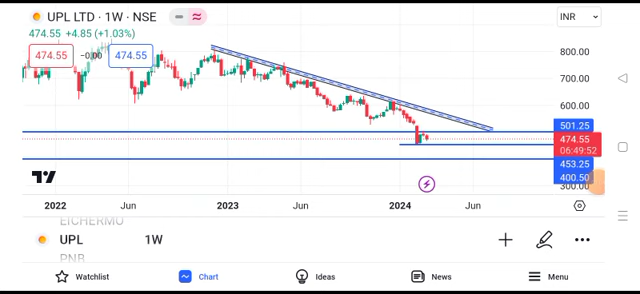 UPL LTD · 1W · NSE
INR
474.55 +4.85 (+1.03%)
474.55 −0.00 474.55
800.00
700.00
600.00
501.25
474.55
06:49:52
453.25
400.50
300.00
2022 Jun 2023 Jun 2024 Jun
EICHERMO
UPL 1W
PNB
Watchlist Chart Ideas News Menu